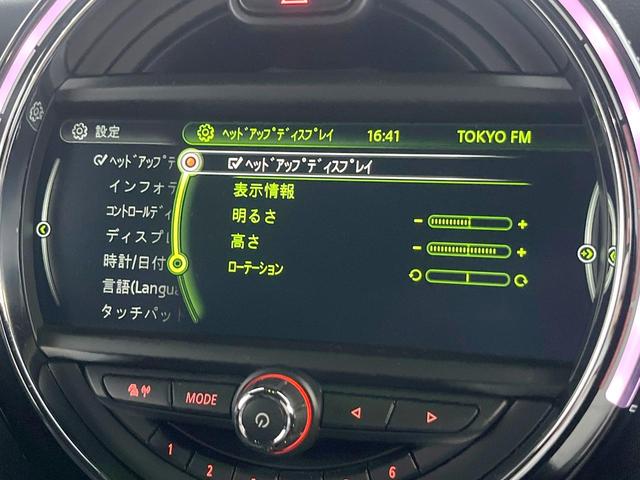 設定
ヘッドアップディスプレイ 16:41 TOKYO FM
ヘッドアップデ
インフォテ
コントロールディ
ディスプレ
時計/日付
言語(Langua
タッチパッ
ヘッドアップディスプレイ
表示情報
明るさ - +
高さ - +
ローテーション
MODE
1
2
6